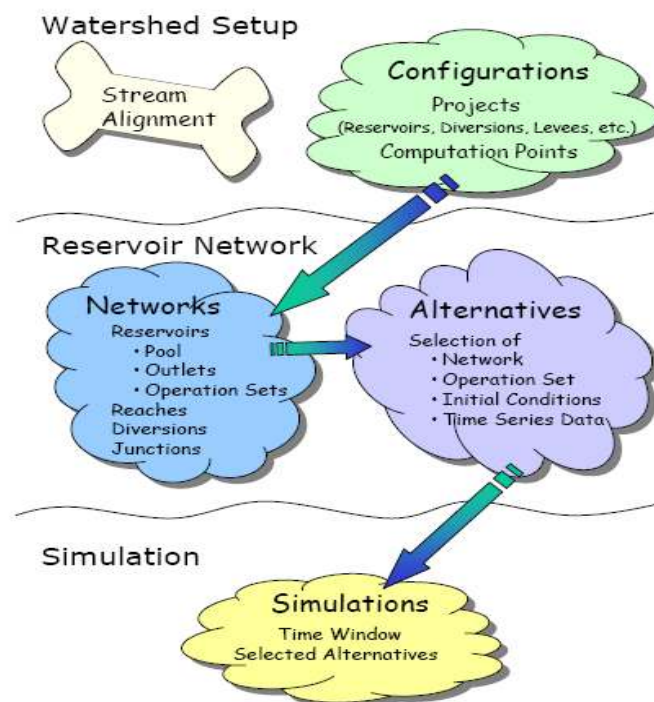 Watershed Setup
Stream
Alignment
Configurations
Projects
(Reservoirs, Diversions, Levees, etc.)
Computation Points
Reservoir Network
Networks
Reservoirs
• Pool
• Outlets
• Operation Sets
Reaches
Diversions
Junctions
Alternatives
Selection of
• Network
• Operation Set
• Initial Conditions
• Time Series Data
Simulation
Simulations
Time Window
Selected Alternatives